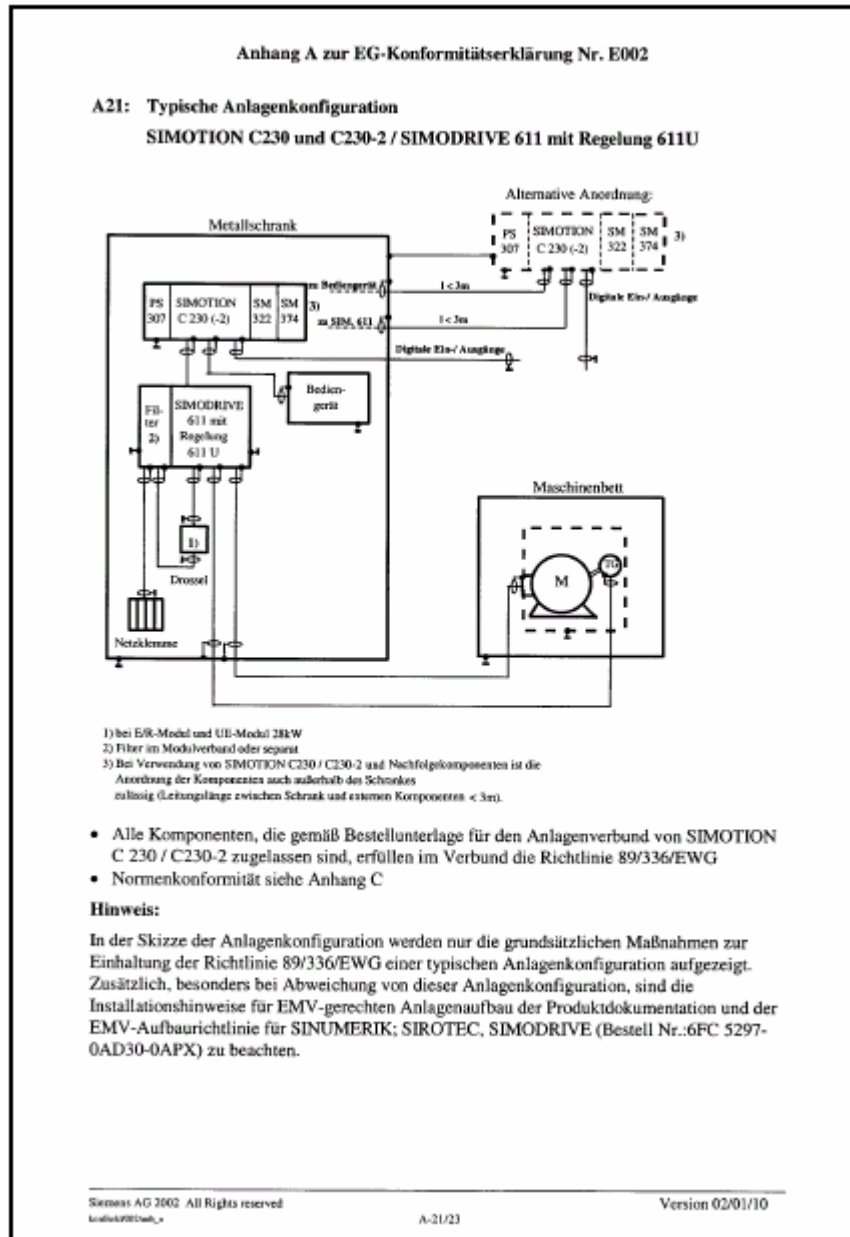 Anhang A zur EG-Konformitätserklärung Nr. E002
A21: Typische Anlagenkonfiguration
SIMOTION C230 und C230-2 / SIMODRIVE 611 mit Regelung 611U
Alternative Anordnung:
PS 307
SIMOTION C 230 (-2)
SM 322
SM 374
3)
Metallschrank
zu Bediengerät
l < 3m
Digitale Ein-/ Ausgänge
PS 307
SIMOTION C 230 (-2)
SM 322
SM 374
3)
zu SIM. 611
l < 3m
Digitale Ein-/ Ausgänge
Bedien-
gerät
Fil-
ter
2)
SIMODRIVE
611 mit
Regelung
611 U
1)
Drossel
Netzklemme
Maschinenbett
M
TG
1) bei E/R-Modul und UE-Modul 28kW
2) Filter im Modulverband oder separat
3) Bei Verwendung von SIMOTION C230 / C230-2 und Nachfolgekomponenten ist die
Anordnung der Komponenten auch außerhalb des Schrankes
zulässig (Leitungslänge zwischen Schrank und externen Komponenten < 3m).
• Alle Komponenten, die gemäß Bestellunterlage für den Anlagenverbund von SIMOTION
C 230 / C230-2 zugelassen sind, erfüllen im Verbund die Richtlinie 89/336/EWG
• Normenkonformität siehe Anhang C
Hinweis:
In der Skizze der Anlagenkonfiguration werden nur die grundsätzlichen Maßnahmen zur
Einhaltung der Richtlinie 89/336/EWG einer typischen Anlagenkonfiguration aufgezeigt.
Zusätzlich, besonders bei Abweichung von dieser Anlagenkonfiguration, sind die
Installationshinweise für EMV-gerechten Anlagenaufbau der Produktdokumentation und der
EMV-Aufbaurichtlinie für SINUMERIK; SIROTEC, SIMODRIVE (Bestell Nr.:6FC 5297-
0AD30-0APX) zu beachten.
Siemens AG 2002 All Rights reserved
Version 02/01/10
A-21/23